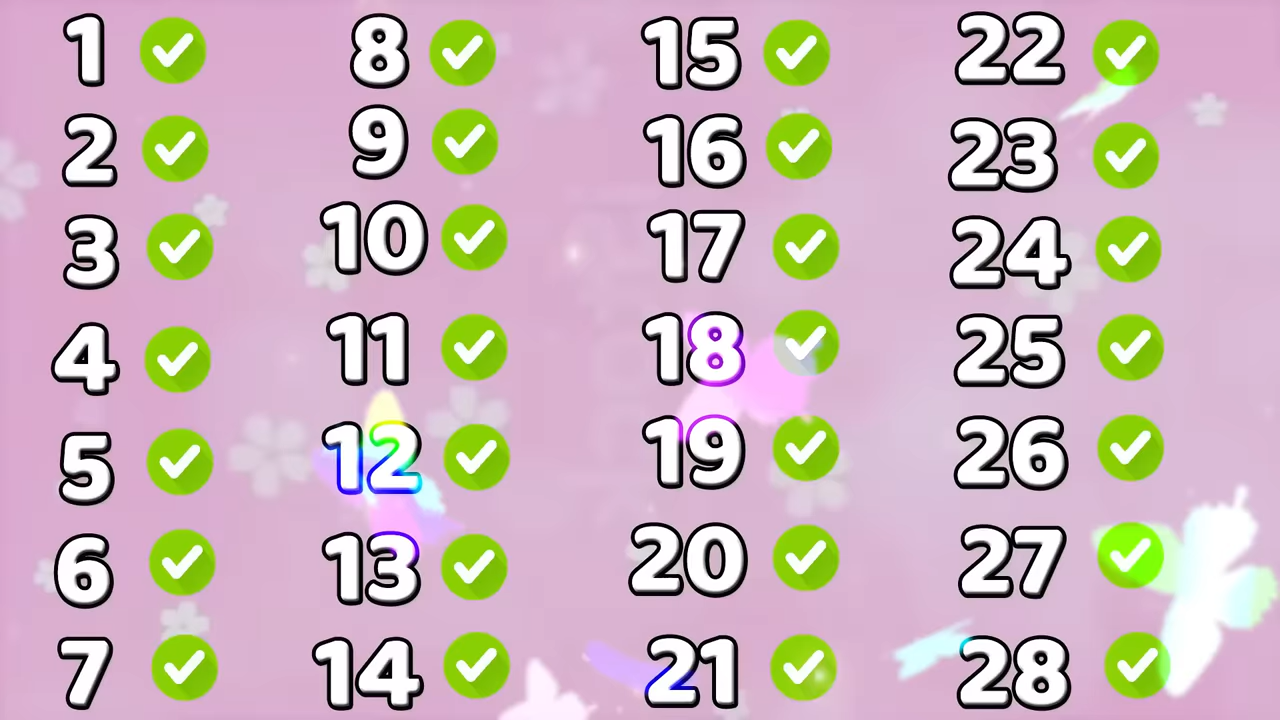 1 ✅ 8 ✅ 15 ✅ 22 ✅
2 ✅ 9 ✅ 16 ✅ 23 ✅
3 ✅ 10 ✅ 17 ✅ 24 ✅
4 ✅ 11 ✅ 18 ✅ 25 ✅
5 ✅ 12 ✅ 19 ✅ 26 ✅
6 ✅ 13 ✅ 20 ✅ 27 ✅
7 ✅ 14 ✅ 21 ✅ 28 ✅